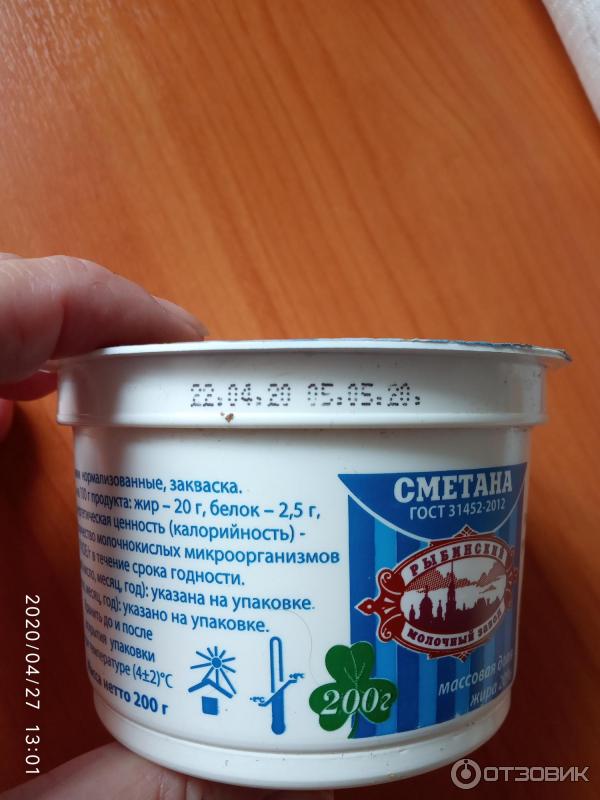 22.04.20 05.05.20.
нормализованные, закваска.
г продукта: жир – 20 г, белок – 2,5 г,
ценность (калорийность) -
молочнокислых микроорганизмов
в течение срока годности.
месяц, год): указана на упаковке.
месяц, год): указано на упаковке.
до и после
упаковки
(4±2)°С
нетто 200 г
СМЕТАНА
ГОСТ 31452-2012
РЫБИНСКИЙ
МОЛОЧНЫЙ ЗАВОД
массовая
жира
200г
2020/04/27 13:01
ОТЗОВИК